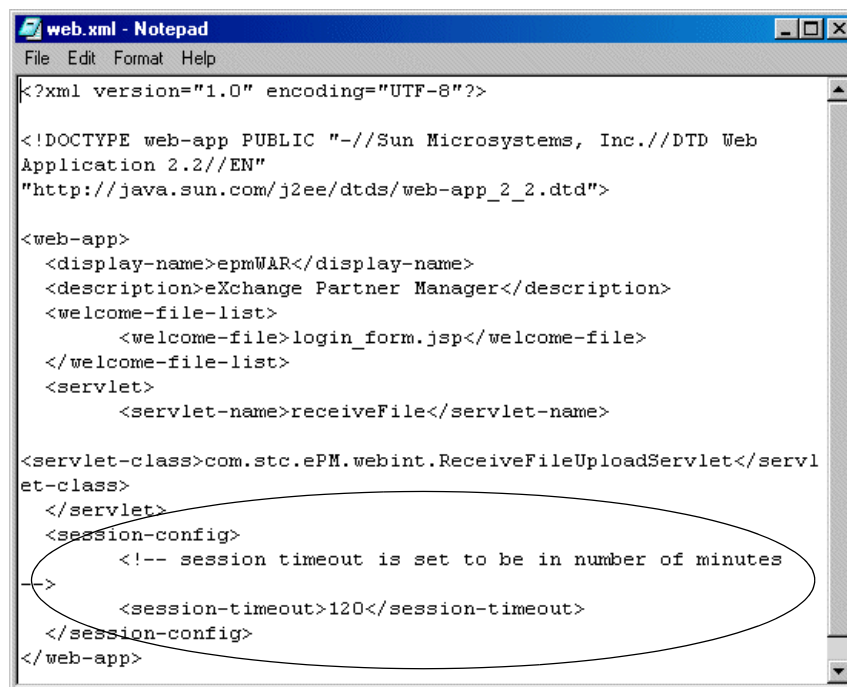 web.xml - Notepad
File Edit Format Help
<?xml version="1.0" encoding="UTF-8"?>
<!DOCTYPE web-app PUBLIC "-//Sun Microsystems, Inc.//DTD Web
Application 2.2//EN"
"http://java.sun.com/j2ee/dtds/web-app_2_2.dtd">
<web-app>
<display-name>epmWAR</display-name>
<description>eXchange Partner Manager</description>
<welcome-file-list>
<welcome-file>login_form.jsp</welcome-file>
</welcome-file-list>
<servlet>
<servlet-name>receiveFile</servlet-name>
<servlet-class>com.stc.ePM.webint.ReceiveFileUploadServlet</servl
et-class>
</servlet>
<session-config>
<!-- session timeout is set to be in number of minutes
-->
<session-timeout>120</session-timeout>
</session-config>
</web-app>